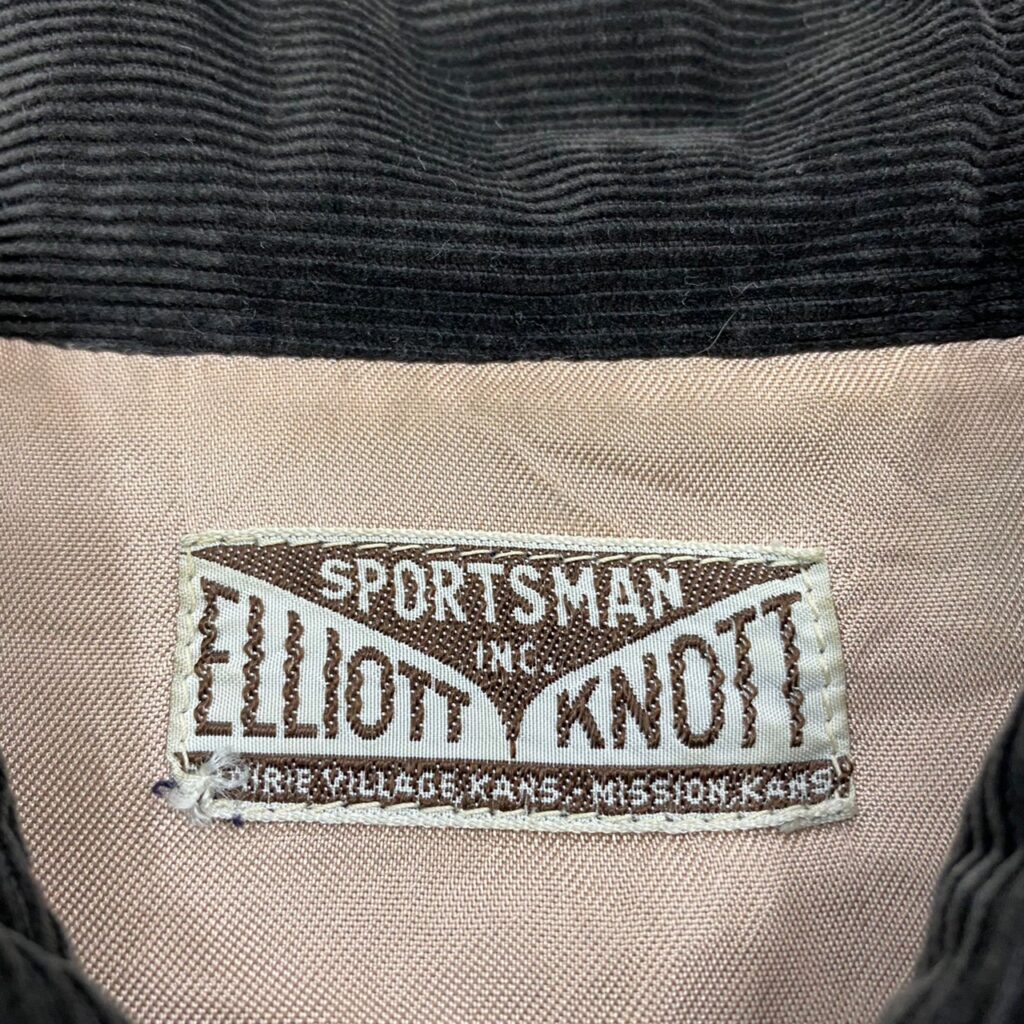 SPORTSMAN
INC.
ELLIOTT KNOTT
VILLAGE, KANS. - MISSION, KANS.